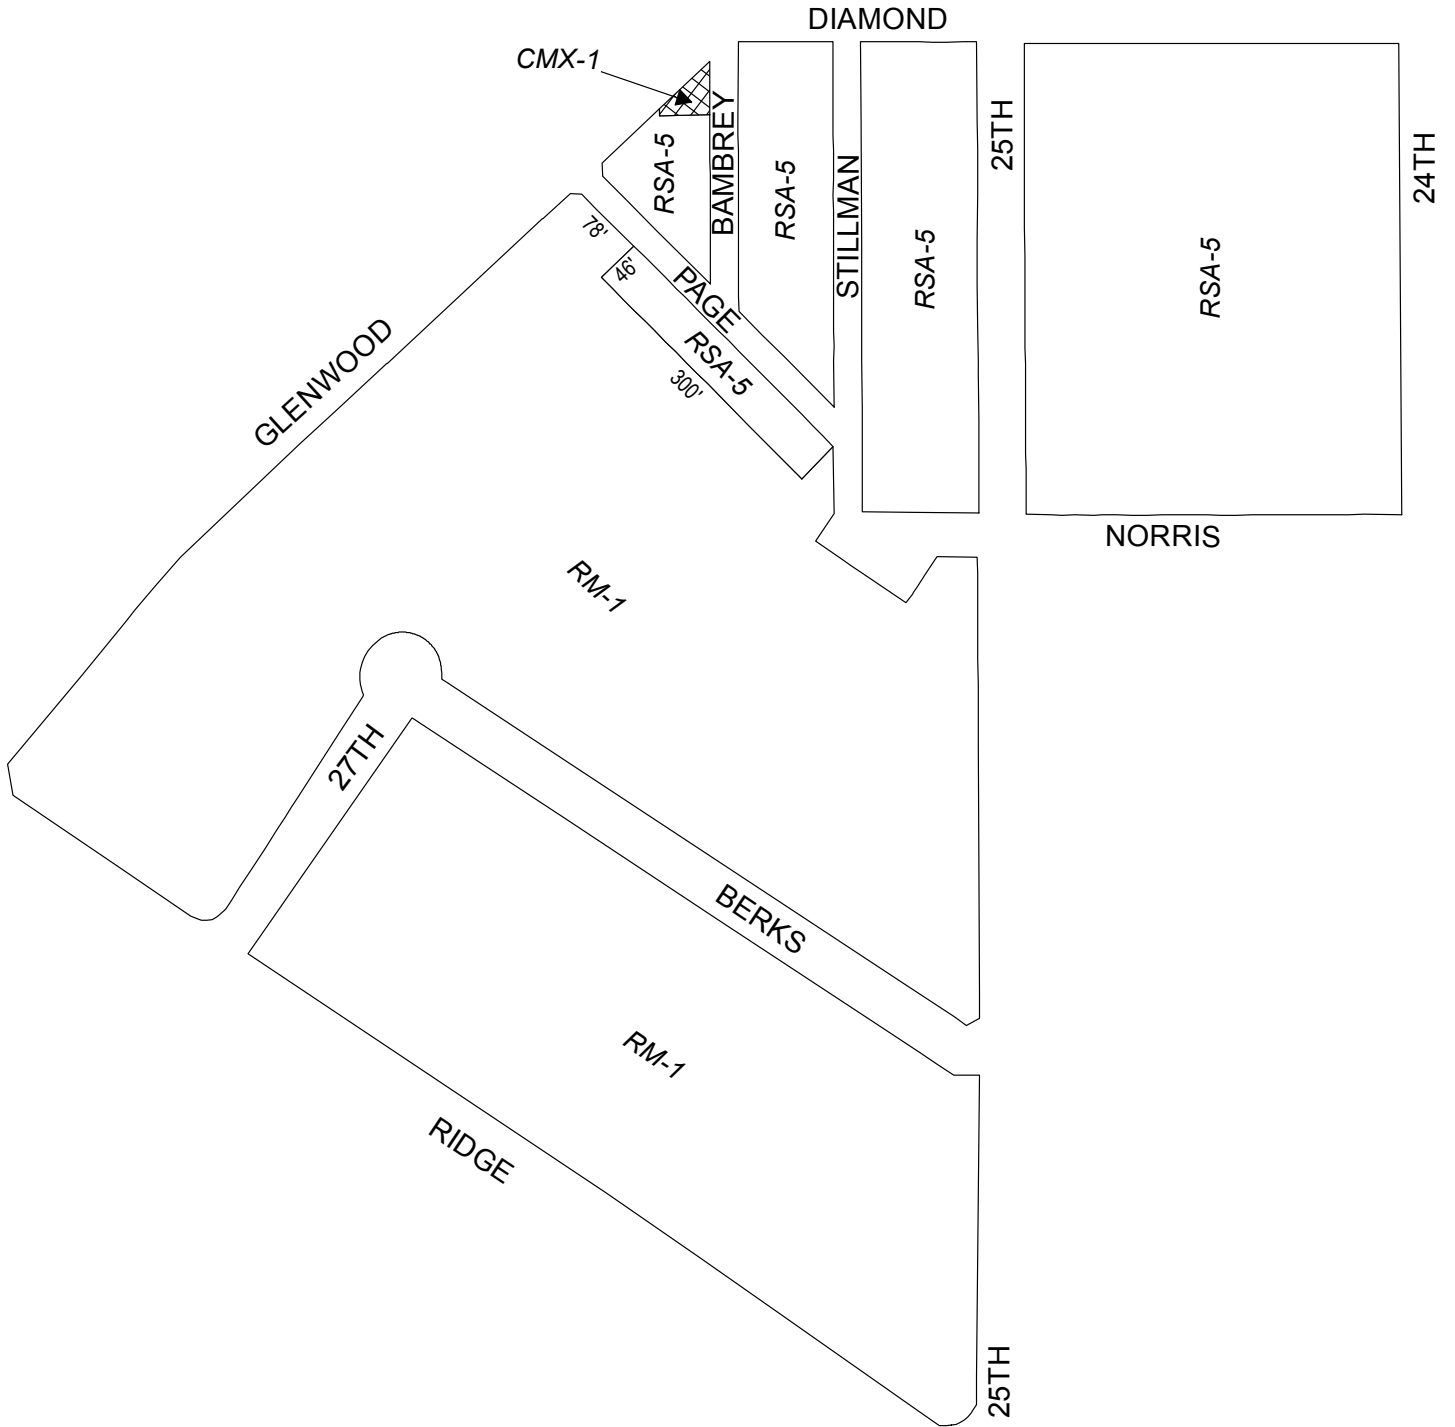 DIAMOND
CMX-1
RSA-5
BAMBREY
RSA-5
STILLMAN
RSA-5
25TH
RSA-5
24TH
78'
46'
PAGE
RSA-5
300'
GLENWOOD
NORRIS
RM-1
27TH
BERKS
RM-1
RIDGE
25TH